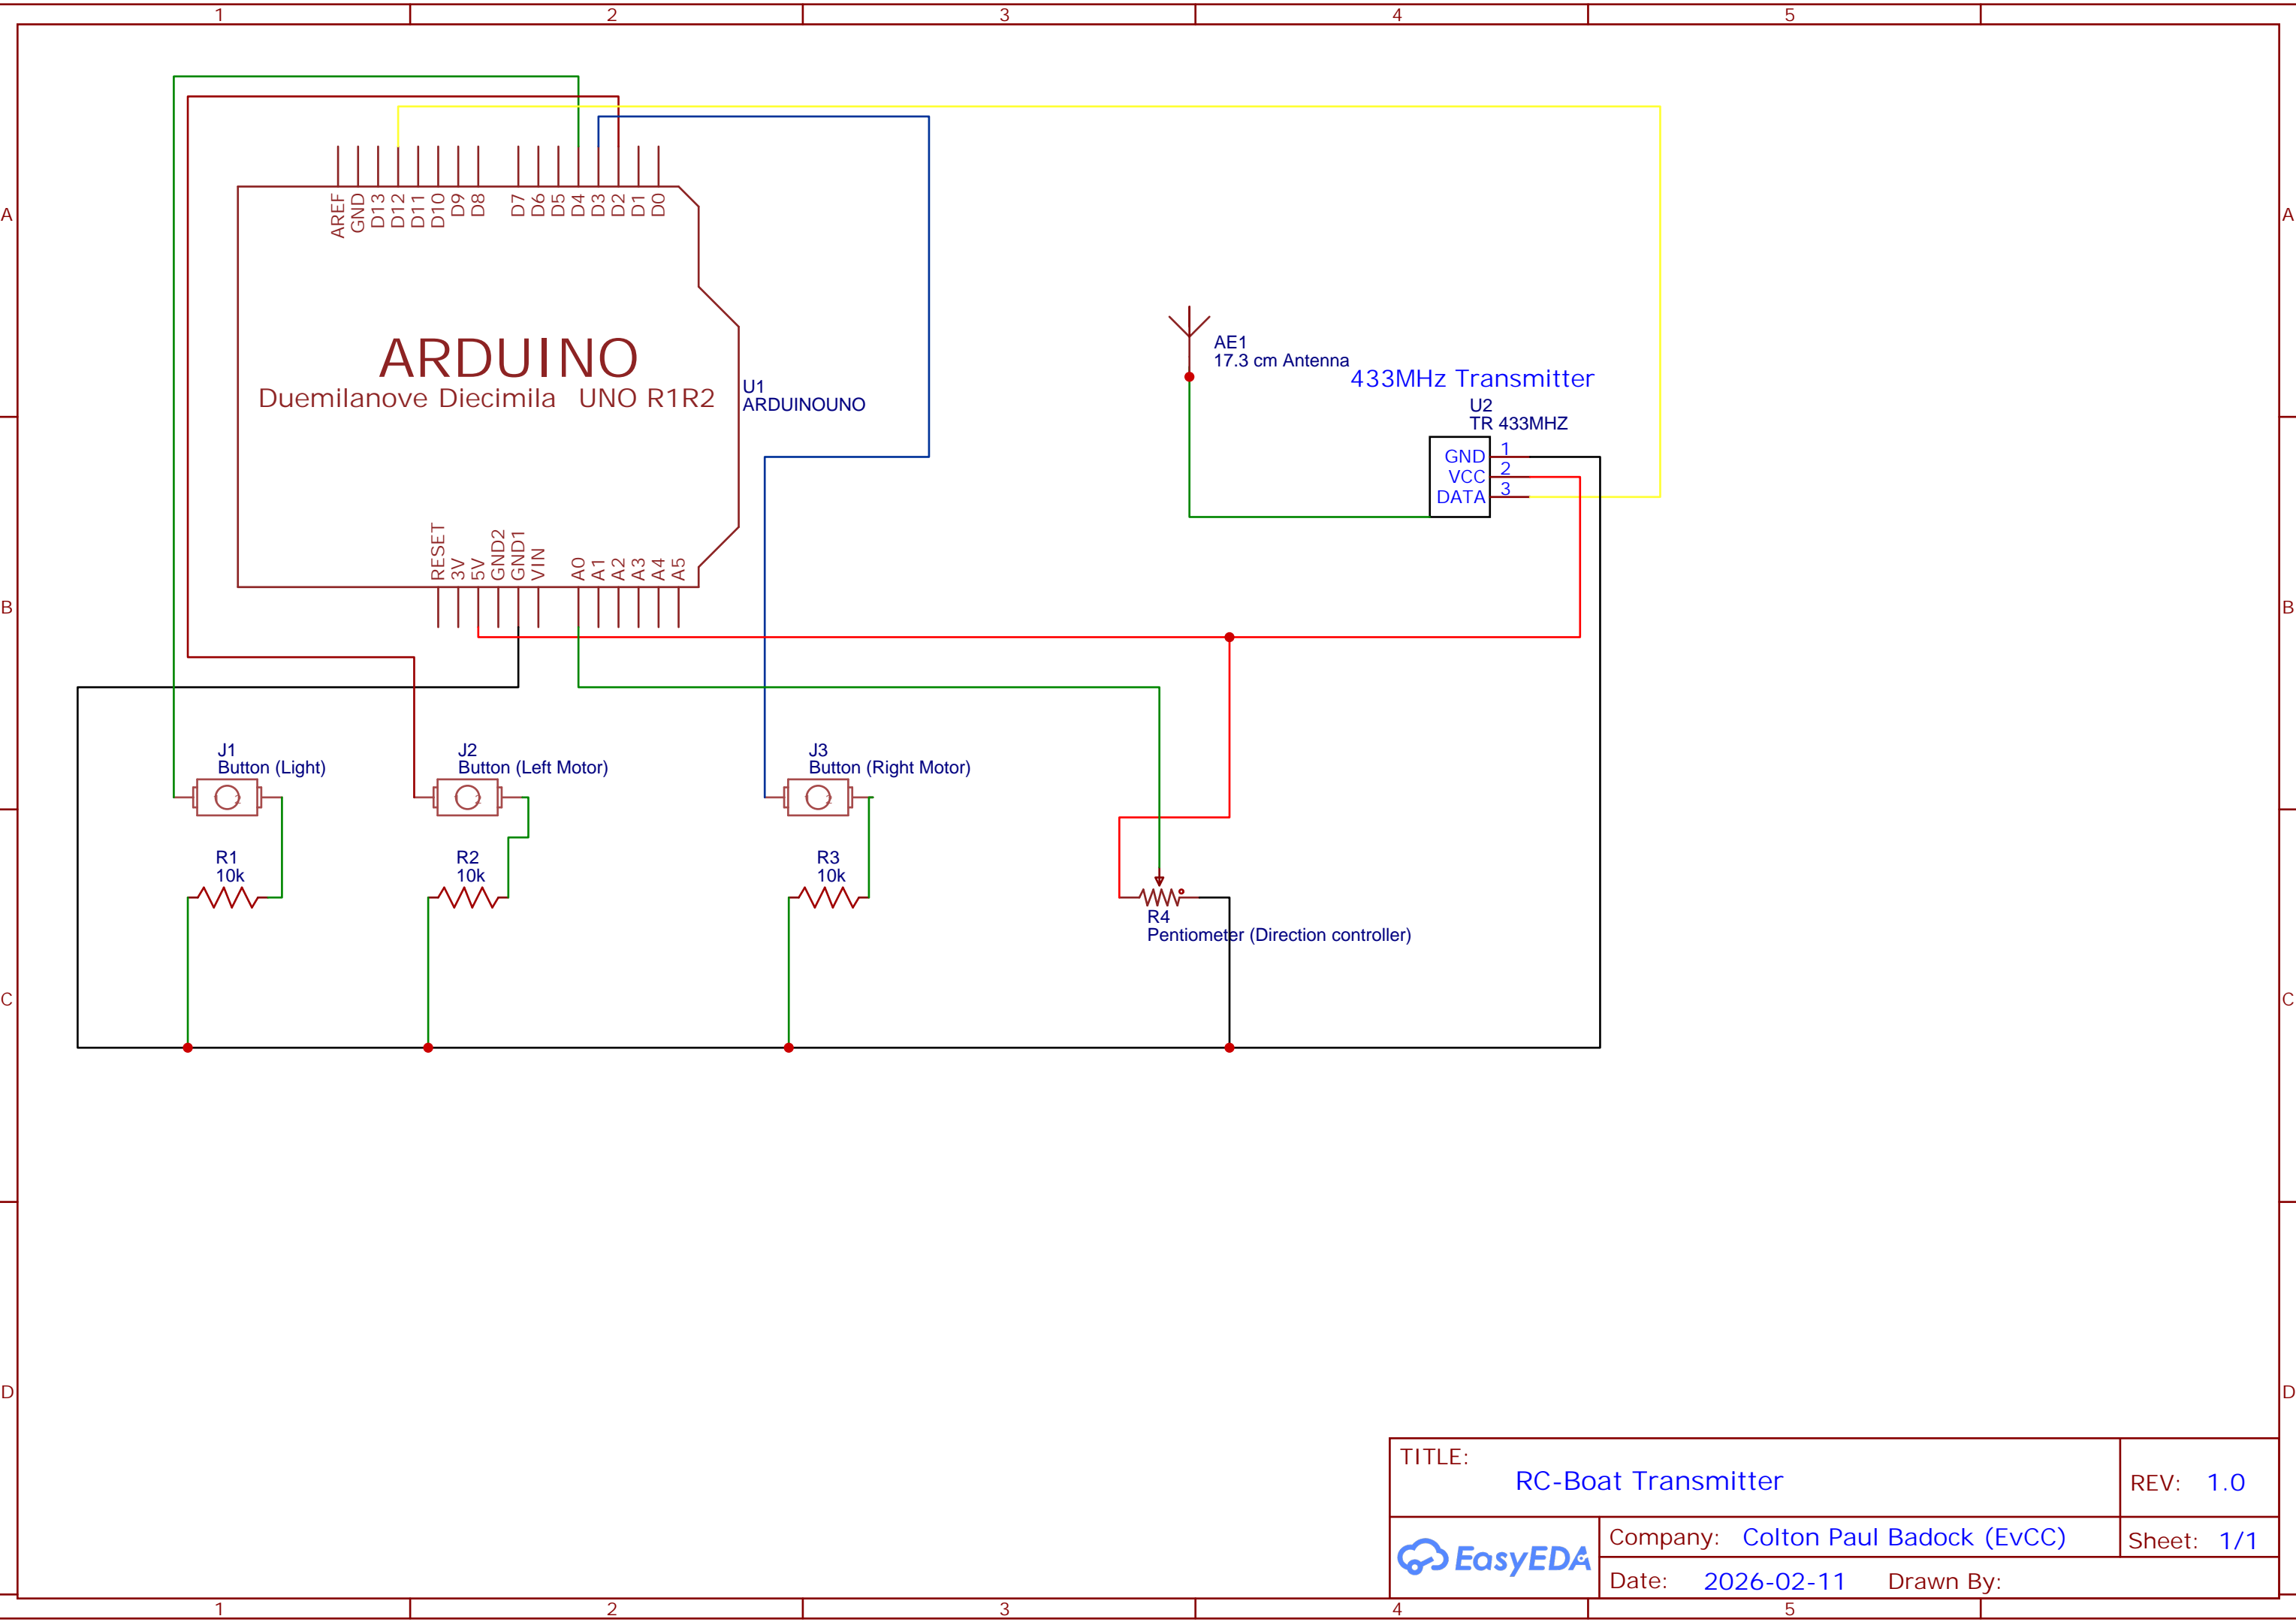 1 2 3 4 5
A A
AREF GND D13 D12 D11 D10 D9 D8 D7 D6 D5 D4 D3 D2 D1 D0
ARDUINO
Duemilanove Diecimila UNO R1R2
U1
ARDUINOUNO
AE1
17.3 cm Antenna
433MHz Transmitter
U2
TR 433MHZ
GND 1
VCC 2
DATA 3
RESET 3V 5V GND2 GND1 VIN A0 A1 A2 A3 A4 A5
B B
J1
Button (Light)
2
J2
Button (Left Motor)
2
J3
Button (Right Motor)
2
R1
10k
R2
10k
R3
10k
R4
Pentiometer (Direction controller)
C C
D D
TITLE:
RC-Boat Transmitter
REV: 1.0
EasyEDA
Company: Colton Paul Badock (EvCC)
Sheet: 1/1
Date: 2026-02-11 Drawn By:
1 2 3 4 5